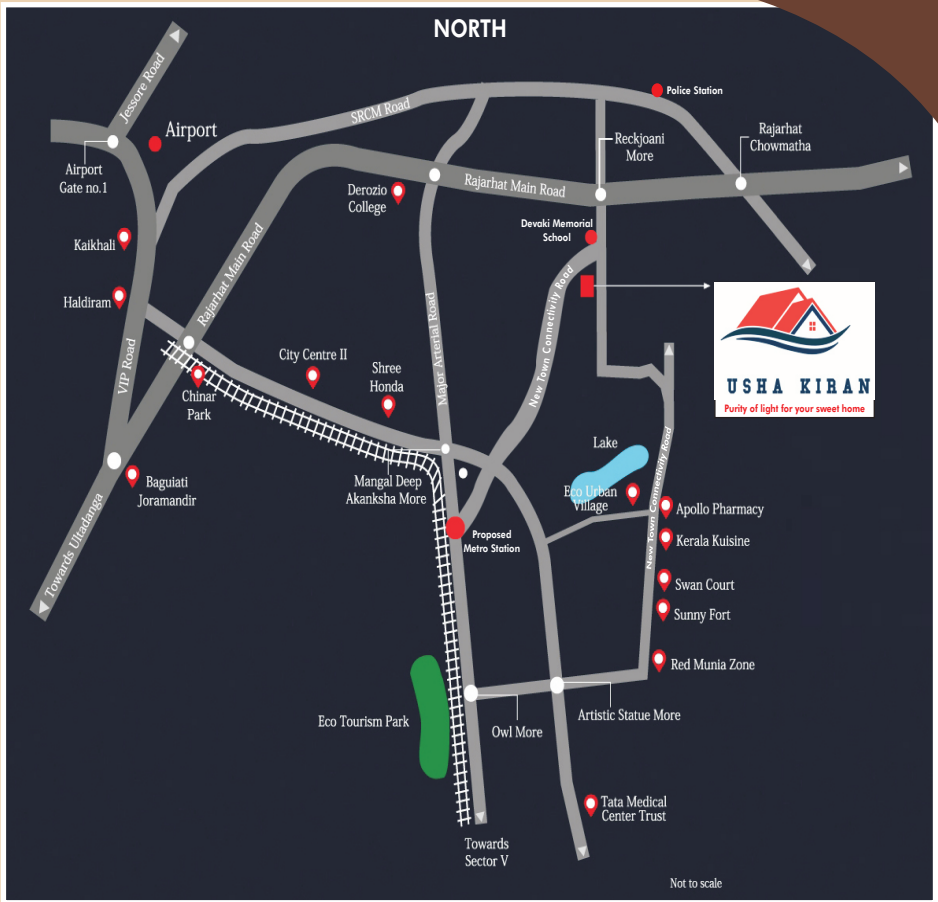 NORTH
Jessore Road
Airport
SRCM Road
Police Station
Airport
Gate no.1
Reckjoani
More
Rajarhat
Chowmatha
Derozio
College
Rajarhat Main Road
Kaikhali
Devaki Memorial
School
Rajarhat Main Road
Haldiram
VIP Road
Major Arterial Road
New Town Connectivity Road
City Centre II
Shree
Honda
Chinar
Park
USHA KIRAN
Purity of light for your sweet home
Lake
Baguiati
Joramandir
Mangal Deep
Akanksha More
Eco Urban
Village
New Town Connectivity Road
Apollo Pharmacy
Proposed
Metro Station
Kerala Kuisine
Towards Ultadanga
Swan Court
Sunny Fort
Red Munia Zone
Eco Tourism Park
Owl More
Artistic Statue More
Tata Medical
Center Trust
Towards
Sector V
Not to scale